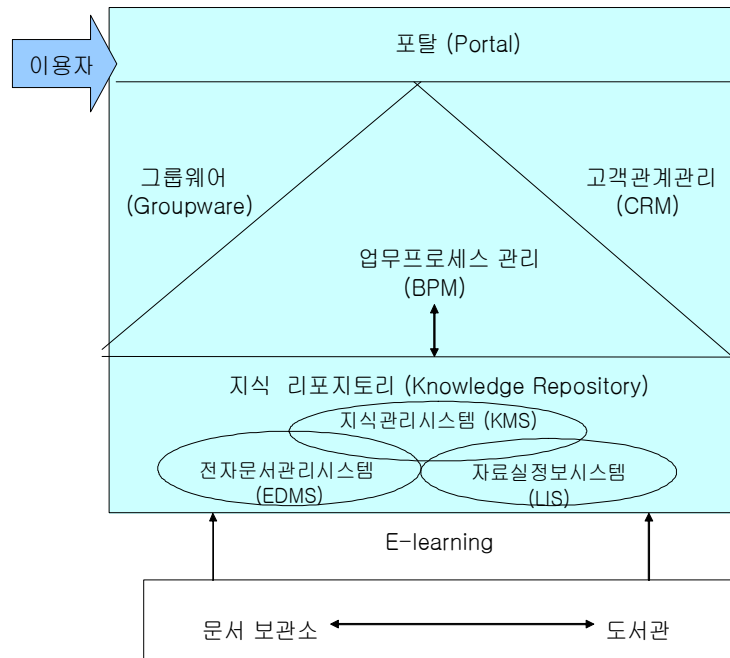 포탈 (Portal)
이용자
그룹웨어
(Groupware)
고객관계관리
(CRM)
업무프로세스 관리
(BPM)
지식 리포지토리 (Knowledge Repository)
지식관리시스템 (KMS)
전자문서관리시스템
(EDMS)
자료실정보시스템
(LIS)
E-learning
문서 보관소
도서관